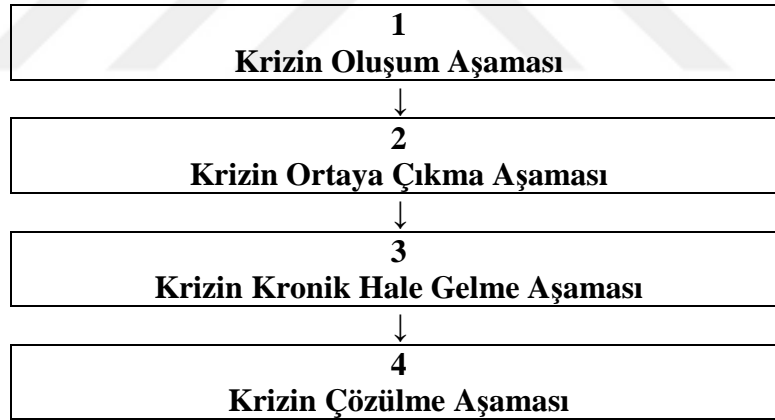 1
Krizin Oluşum Aşaması
↓
2
Krizin Ortaya Çıkma Aşaması
↓
3
Krizin Kronik Hale Gelme Aşaması
↓
4
Krizin Çözülme Aşaması